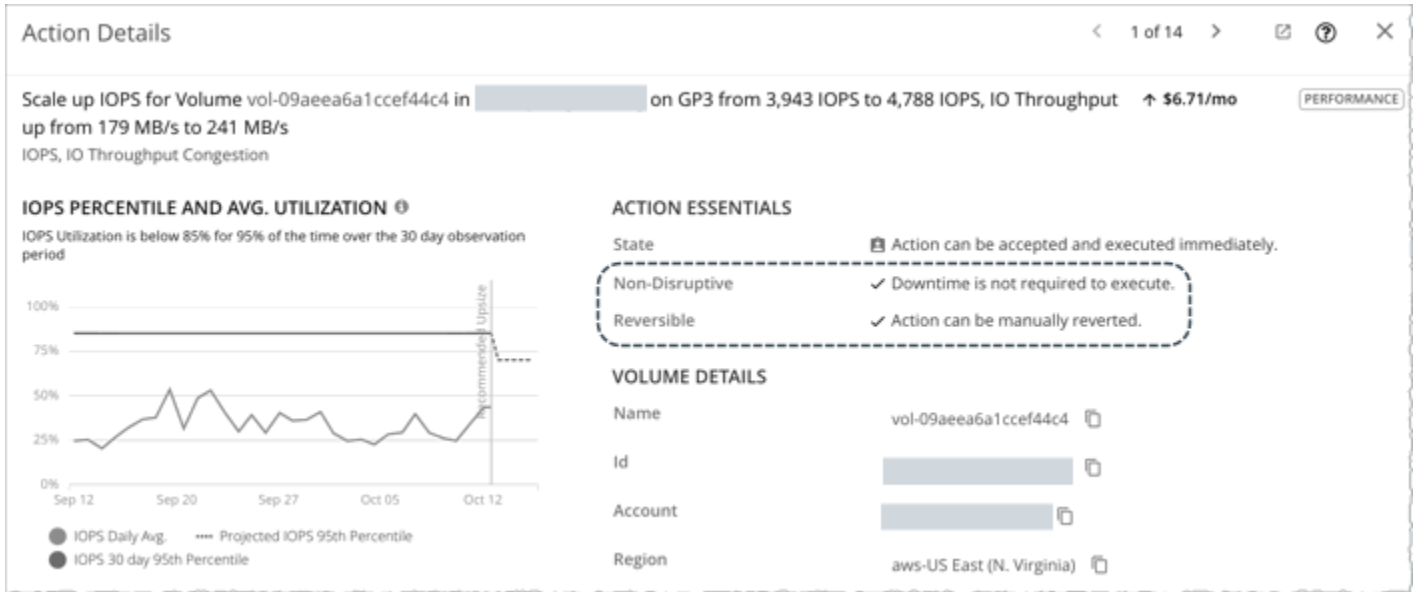 Action Details
1 of 14
Scale up IOPS for Volume vol-09aeea6a1ccef44c4 in on GP3 from 3,943 IOPS to 4,788 IOPS, IO Throughput ↑ $6.71/mo PERFORMANCE
up from 179 MB/s to 241 MB/s
IOPS, IO Throughput Congestion
IOPS PERCENTILE AND AVG. UTILIZATION
IOPS Utilization is below 85% for 95% of the time over the 30 day observation
period
100%
75%
50%
25%
0%
Recommended Upsize
Sep 12 Sep 20 Sep 27 Oct 05 Oct 12
IOPS Daily Avg. Projected IOPS 95th Percentile
IOPS 30 day 95th Percentile
ACTION ESSENTIALS
State Action can be accepted and executed immediately.
Non-Disruptive ✓ Downtime is not required to execute.
Reversible ✓ Action can be manually reverted.
VOLUME DETAILS
Name vol-09aeea6a1ccef44c4
Id
Account
Region aws-US East (N. Virginia)